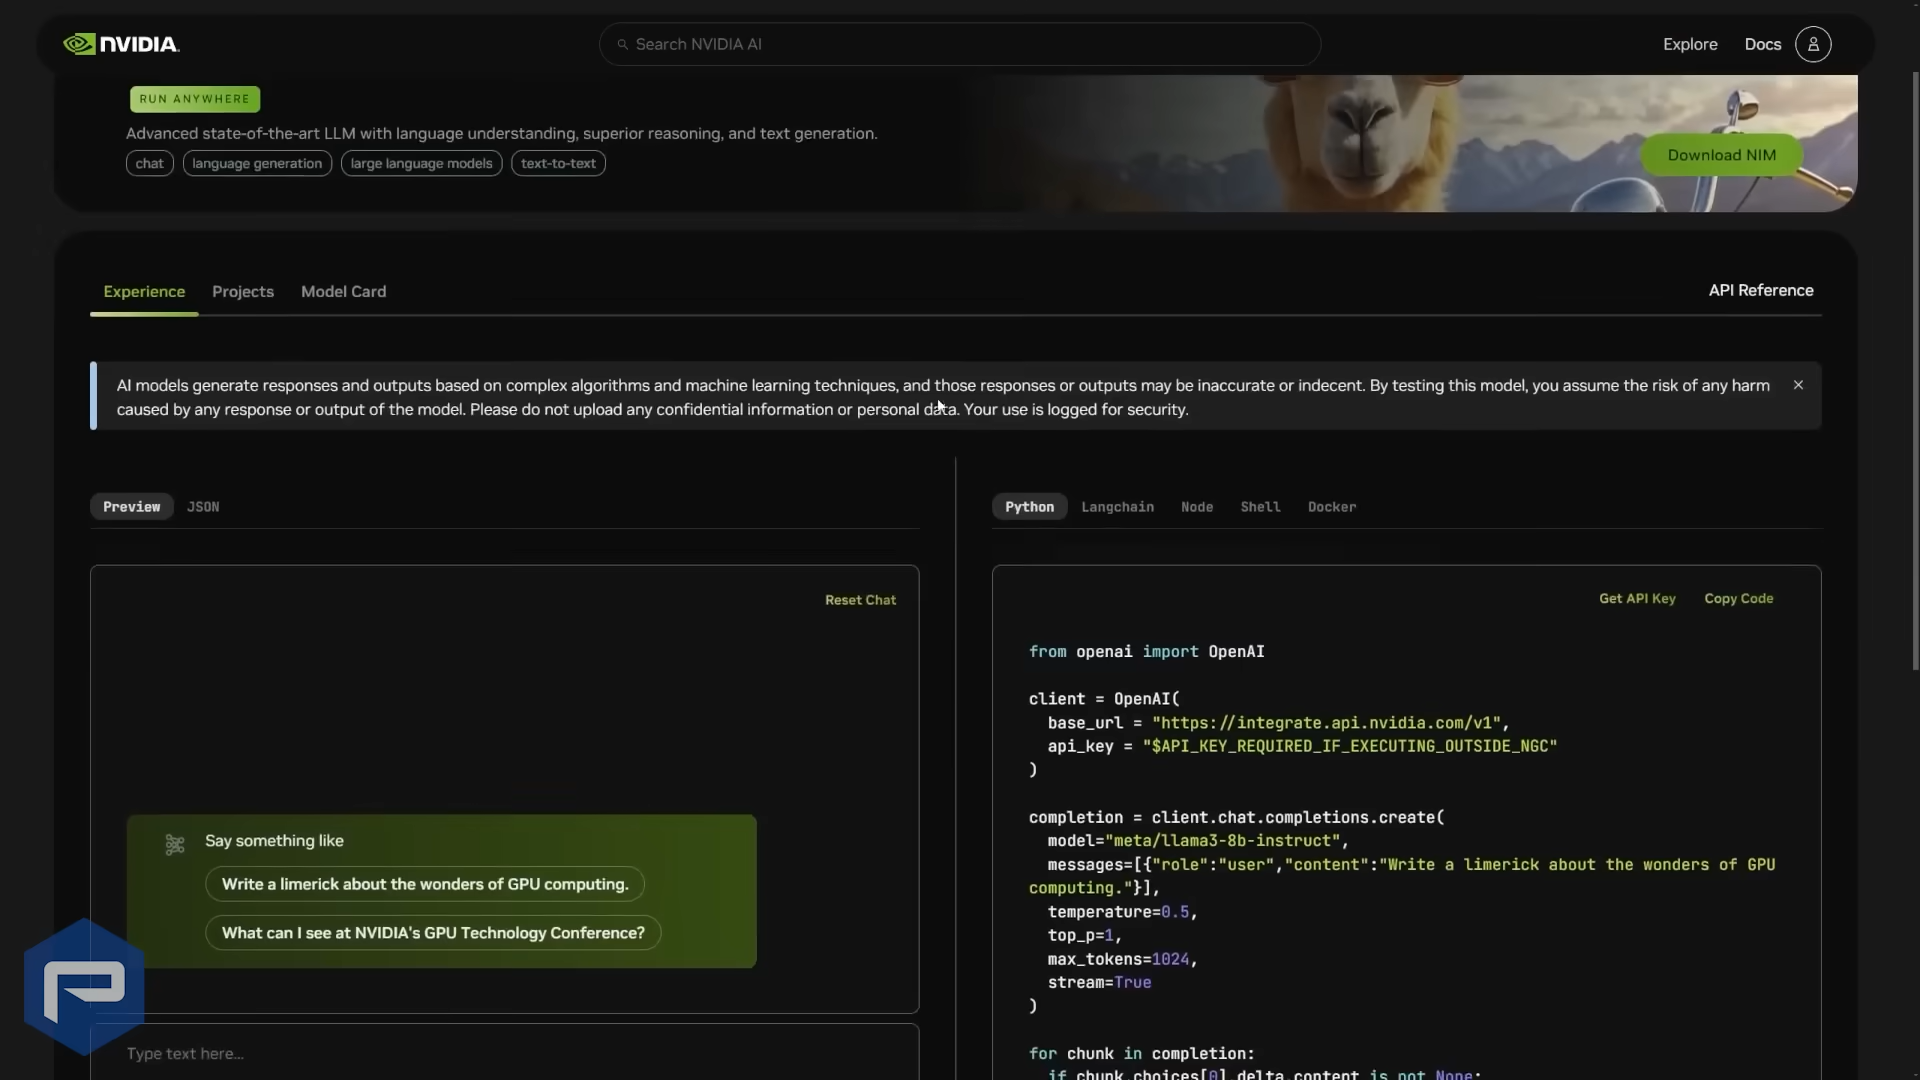 NVIDIA.
Search NVIDIA AI
Explore
Docs
RUN ANYWHERE
Advanced state-of-the-art LLM with language understanding, superior reasoning, and text generation.
chat
language generation
large language models
text-to-text
Download NIM
Experience
Projects
Model Card
API Reference
AI models generate responses and outputs based on complex algorithms and machine learning techniques, and those responses or outputs may be inaccurate or indecent. By testing this model, you assume the risk of any harm
caused by any response or output of the model. Please do not upload any confidential information or personal data. Your use is logged for security.
Preview
JSON
Reset Chat
Say something like
Write a limerick about the wonders of GPU computing.
What can I see at NVIDIA's GPU Technology Conference?
Type text here...
Python
Langchain
Node
Shell
Docker
Get API Key
Copy Code
from openai import OpenAI
client = OpenAI(
base_url = "https://integrate.api.nvidia.com/v1",
api_key = "$API_KEY_REQUIRED_IF_EXECUTING_OUTSIDE_NGC"
)
completion = client.chat.completions.create(
model="meta/llama3-8b-instruct",
messages=[{"role":"user","content":"Write a limerick about the wonders of GPU
computing."}],
temperature=0.5,
top_p=1,
max_tokens=1024,
stream=True
)
for chunk in completion:
if chunk.choices[0].delta.content is not None: